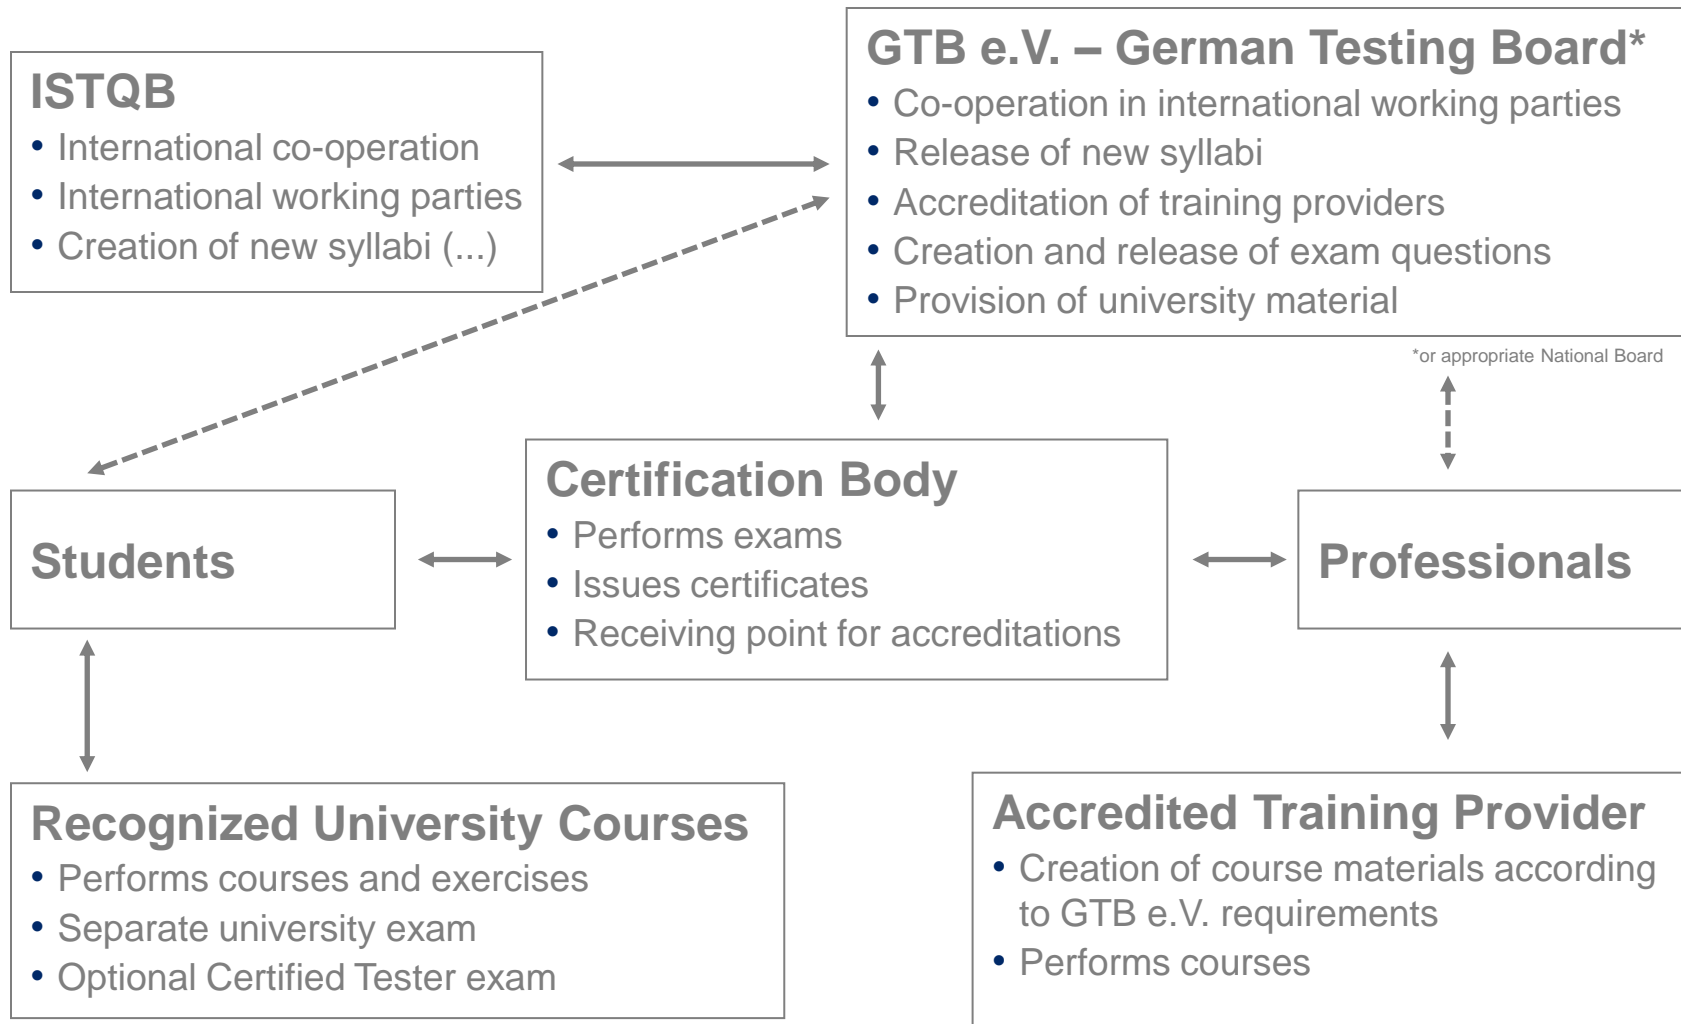 ISTQB
• International co-operation
• International working parties
• Creation of new syllabi (...)
GTB e.V. – German Testing Board*
• Co-operation in international working parties
• Release of new syllabi
• Accreditation of training providers
• Creation and release of exam questions
• Provision of university material
*or appropriate National Board
Students
Certification Body
• Performs exams
• Issues certificates
• Receiving point for accreditations
Professionals
Recognized University Courses
• Performs courses and exercises
• Separate university exam
• Optional Certified Tester exam
Accredited Training Provider
• Creation of course materials according
to GTB e.V. requirements
• Performs courses